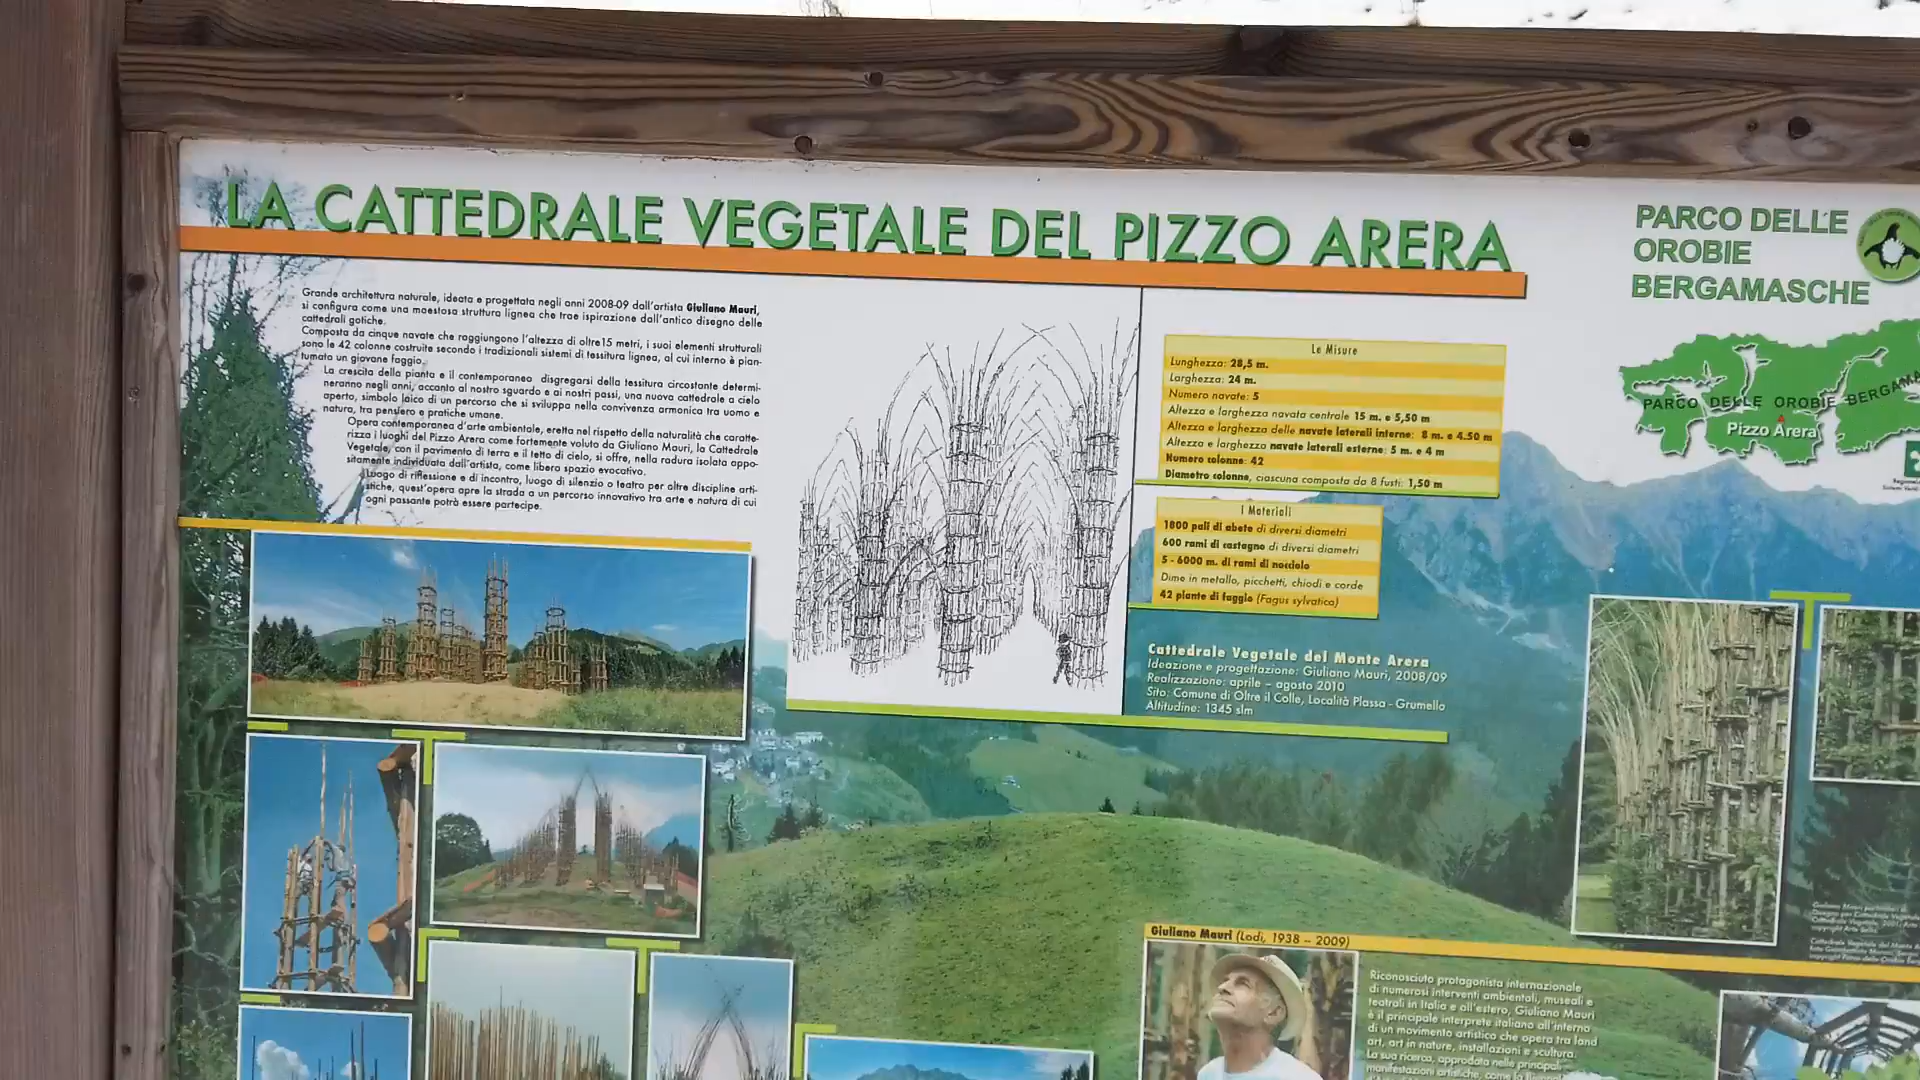 LA CATTEDRALE VEGETALE DEL PIZZO ARERA
PARCO DELLE
OROBIE
BERGAMASCHE
Grande architettura naturale, ideata e progettata negli anni 2008-09 dall'artista Giuliano Mauri,
si configura come una maestosa struttura lignea che trae ispirazione dall'antico disegno delle
cattedrali gotiche.
Composta da cinque navate che raggiungono l'altezza di oltre15 metri, i suoi elementi strutturali
sono le 42 colonne costruite secondo i tradizionali sistemi di tessitura lignea, al cui interno è pian-
tumato un giovane faggio.
La crescita della pianta e il contemporaneo disgregarsi della tessitura circostante determi-
neranno negli anni, accanto al nostro sguardo e ai nostri passi, una nuova cattedrale a cielo
aperto, simbolo laico di un percorso che si sviluppa nella convivenza armonica tra uomo e
natura, tra pensiero e pratiche umane.
Opera contemporanea d'arte ambientale, eretta nel rispetto della naturalità che caratte-
rizza i luoghi del Pizzo Arera come fortemente voluto da Giuliano Mauri, la Cattedrale
Vegetale, con il pavimento di terra e il tetto di cielo, si offre, nella radura isolata appo-
sitamente individuata dall'artista, come libero spazio evocativo.
Luogo di riflessione e di incontro, luogo di silenzio o teatro per altre discipline arti-
stiche, quest'opera apre la strada a un percorso innovativo tra arte e natura di cui
ogni passante potrà essere partecipe.
Le Misure
Lunghezza: 28,5 m.
Larghezza: 24 m.
Numero navate: 5
Altezza e larghezza navata centrale 15 m. e 5,50 m
Altezza e larghezza delle navate laterali interne: 8 m. e 4.50 m
Altezza e larghezza navate laterali esterne: 5 m. e 4 m
Numero colonne: 42
Diametro colonne, ciascuna composta da 8 fusti: 1,50 m
I Materiali
1800 pali di abete di diversi diametri
600 rami di castagno di diversi diametri
5 - 6000 m. di rami di nocciolo
Dime in metallo, picchetti, chiodi e corde
42 piante di faggio (Fagus sylvatica)
Cattedrale Vegetale del Monte Arera
Ideazione e progettazione: Giuliano Mauri, 2008/09
Realizzazione: aprile – agosto 2010
Sito: Comune di Oltre il Colle, Località Plassa - Grumello
Altitudine: 1345 slm
PARCO DELLE OROBIE BERGAMA
Pizzo Arera
Giuliano Mauri (Lodi, 1938 – 2009)
Riconosciuto protagonista internazionale
di numerosi interventi ambientali, museali e
teatrali in Italia e all'estero, Giuliano Mauri
è il principale interprete italiano all'interno
di un movimento artistico che opera tra land
art, art in nature, installazioni e scultura.
La sua ricerca, approdata nelle principali
manifestazioni artistiche, come la